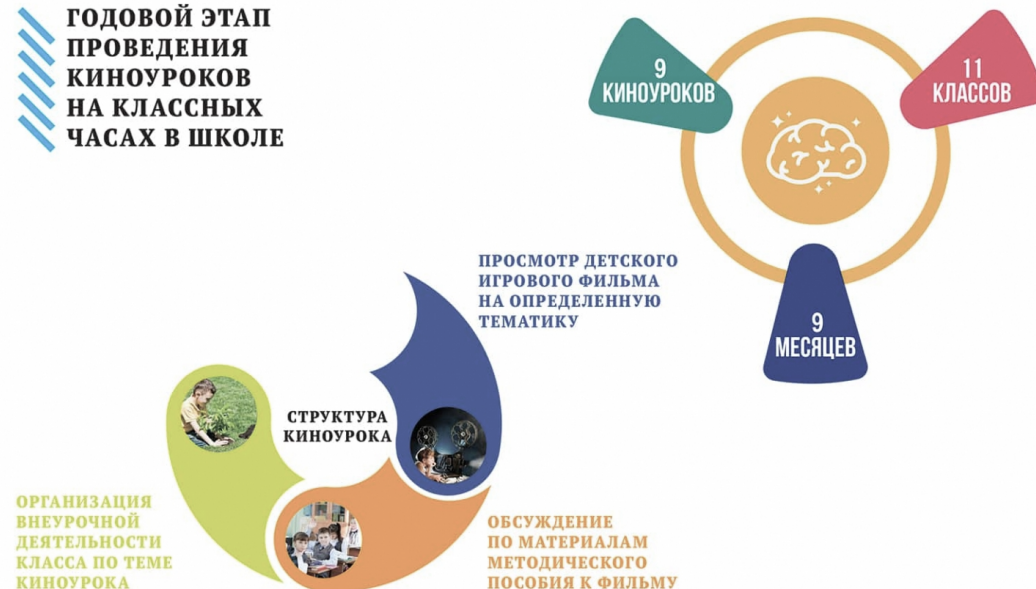 ГОДОВОЙ ЭТАП
ПРОВЕДЕНИЯ
КИНОУРОКОВ
НА КЛАССНЫХ
ЧАСАХ В ШКОЛЕ
9
КИНОУРОКОВ
11
КЛАССОВ
9
МЕСЯЦЕВ
ПРОСМОТР ДЕТСКОГО
ИГРОВОГО ФИЛЬМА
НА ОПРЕДЕЛЕННУЮ
ТЕМАТИКУ
СТРУКТУРА
КИНОУРОКА
ОРГАНИЗАЦИЯ
ВНЕУРОЧНОЙ
ДЕЯТЕЛЬНОСТИ
КЛАССА ПО ТЕМЕ
КИНОУРОКА
ОБСУЖДЕНИЕ
ПО МАТЕРИАЛАМ
МЕТОДИЧЕСКОГО
ПОСОБИЯ К ФИЛЬМУ